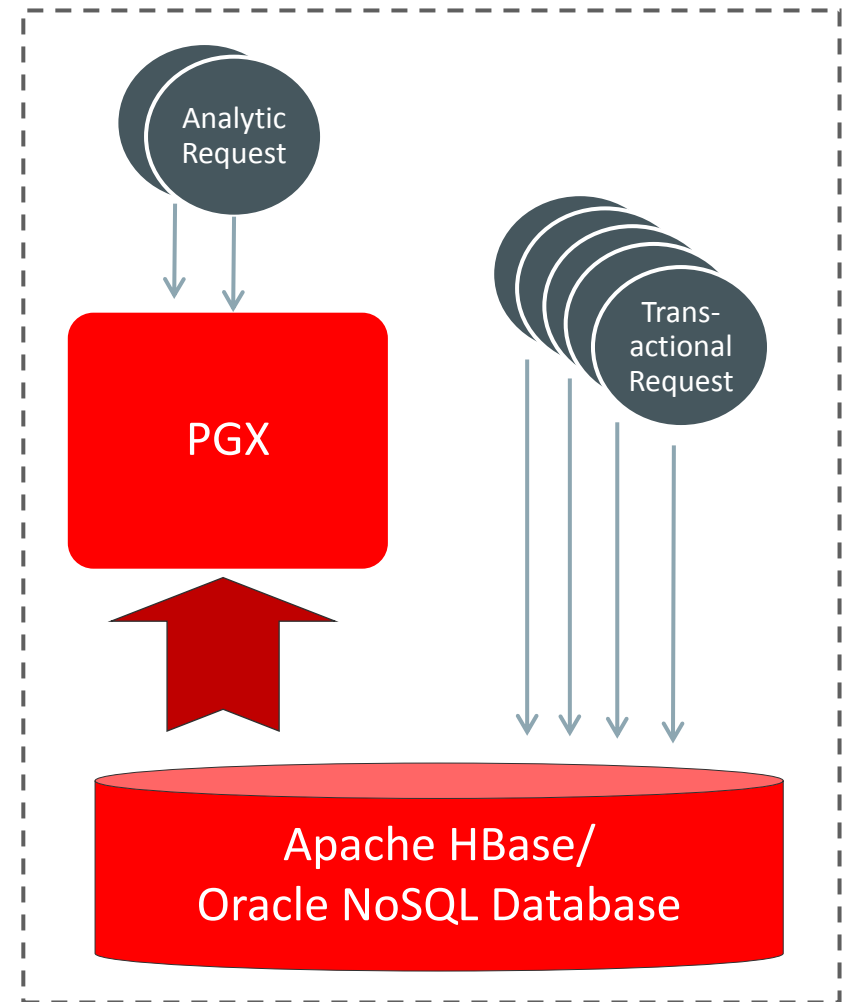 Analytic
Request
Trans-
actional
Request
PGX
Apache HBase/
Oracle NoSQL Database